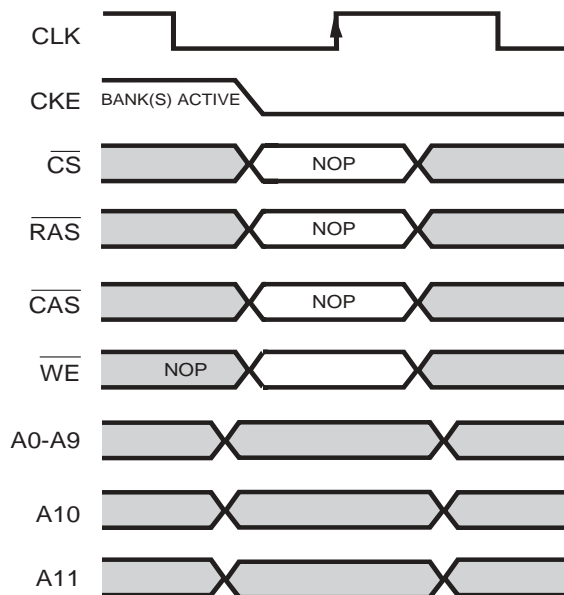 CLK
CKE BANK(S) ACTIVE
CS NOP
RAS NOP
CAS NOP
WE NOP
A0-A9
A10
A11